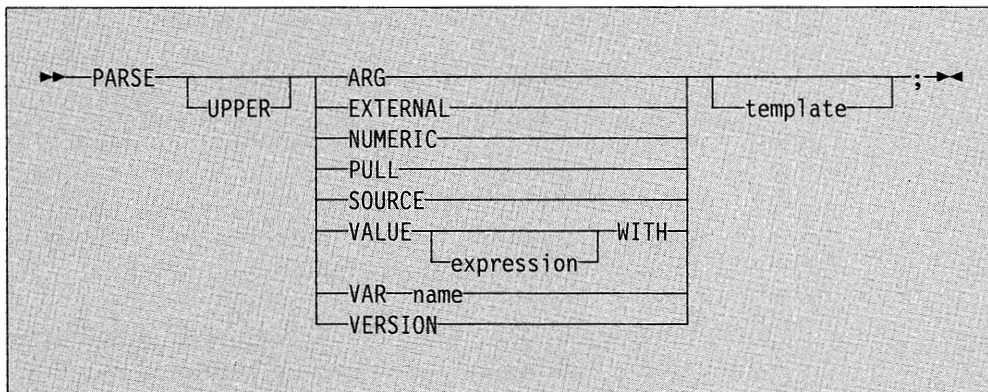 PARSE ARG ;
UPPER EXTERNAL template
NUMERIC
PULL
SOURCE
VALUE WITH
expression
VAR name
VERSION